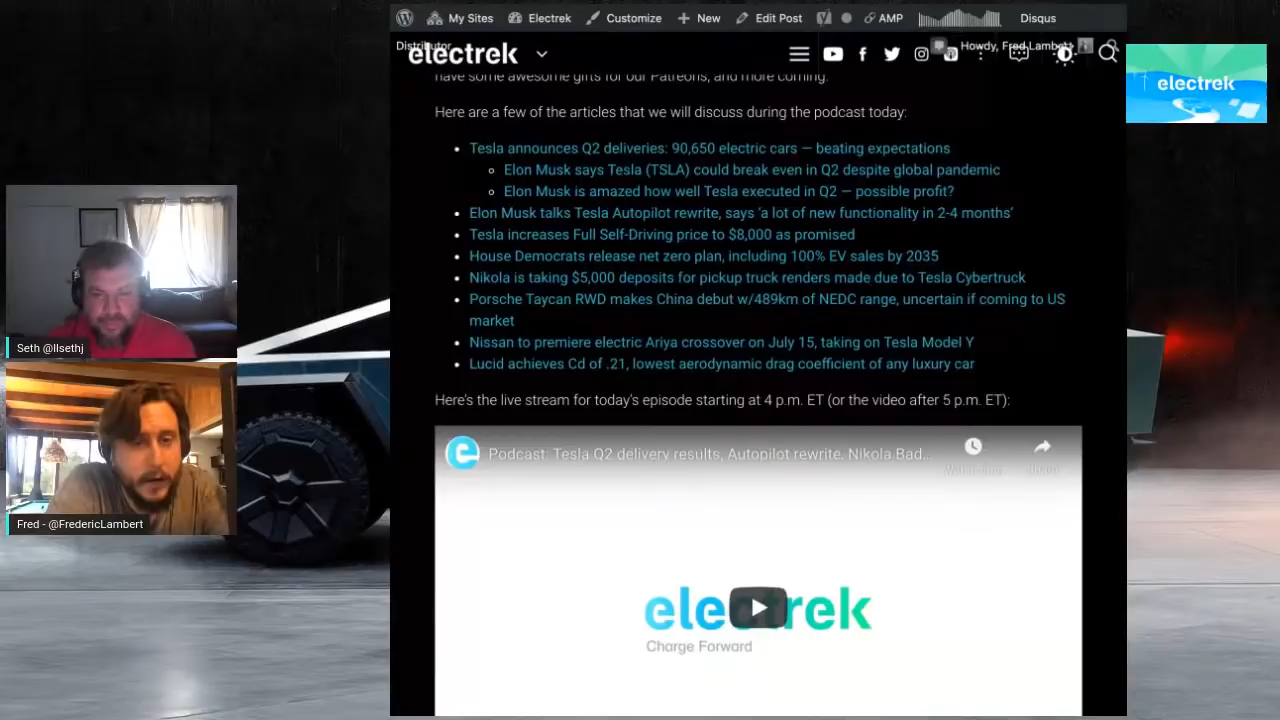 My Sites Electrek Customize New Edit Post AMP Disqus
Distributor
electrek
Howdy, Fred Lambert
electrek
have some awesome gifts for our Patreons, and more coming.
Here are a few of the articles that we will discuss during the podcast today:
Tesla announces Q2 deliveries: 90,650 electric cars — beating expectations
Elon Musk says Tesla (TSLA) could break even in Q2 despite global pandemic
Elon Musk is amazed how well Tesla executed in Q2 — possible profit?
Elon Musk talks Tesla Autopilot rewrite, says ‘a lot of new functionality in 2-4 months’
Tesla increases Full Self-Driving price to $8,000 as promised
House Democrats release net zero plan, including 100% EV sales by 2035
Nikola is taking $5,000 deposits for pickup truck renders made due to Tesla Cybertruck
Porsche Taycan RWD makes China debut w/489km of NEDC range, uncertain if coming to US
market
Nissan to premiere electric Ariya crossover on July 15, taking on Tesla Model Y
Lucid achieves Cd of .21, lowest aerodynamic drag coefficient of any luxury car
Here’s the live stream for today’s episode starting at 4 p.m. ET (or the video after 5 p.m. ET):
Podcast: Tesla Q2 delivery results, Autopilot rewrite, Nikola Bad...
electrek
Charge Forward
Seth @llsethj
Fred - @FredericLambert